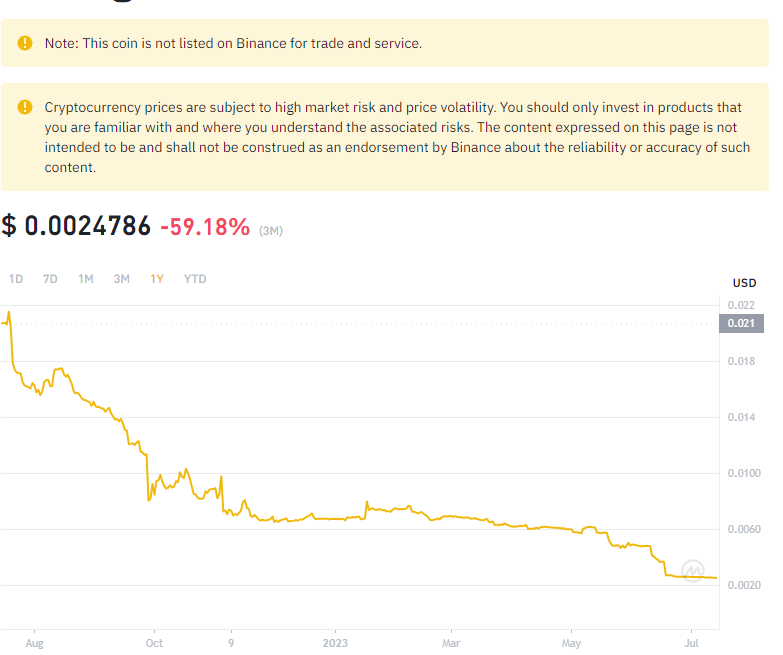 Note: This coin is not listed on Binance for trade and service.
Cryptocurrency prices are subject to high market risk and price volatility. You should only invest in products that
you are familiar with and where you understand the associated risks. The content expressed on this page is not
intended to be and shall not be construed as an endorsement by Binance about the reliability or accuracy of such
content.
$ 0.0024786 -59.18% (3M)
1D 7D 1M 3M 1Y YTD
USD
0.022
0.021
0.018
0.014
0.0100
0.0060
0.0020
Aug Oct 9 2023 Mar May Jul